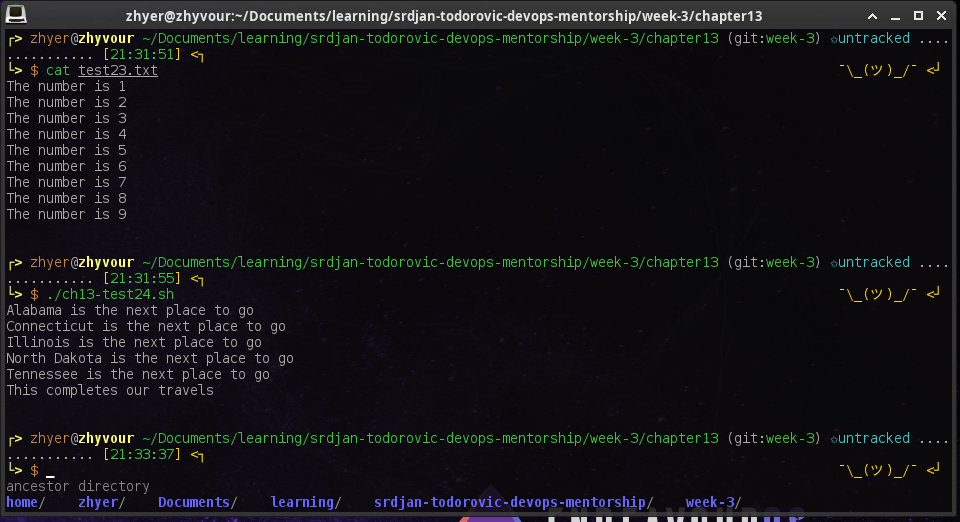 zhyer@zhyvour:~/Documents/learning/srdjan-todorovic-devops-mentorship/week-3/chapter13
┌> zhyer@zhyvour ~/Documents/learning/srdjan-todorovic-devops-mentorship/week-3/chapter13 (git:week-3) ✩untracked ....
........... [21:31:51] <┐
└> $ cat test23.txt ¯\_(ツ)_/¯ <┘
The number is 1
The number is 2
The number is 3
The number is 4
The number is 5
The number is 6
The number is 7
The number is 8
The number is 9
┌> zhyer@zhyvour ~/Documents/learning/srdjan-todorovic-devops-mentorship/week-3/chapter13 (git:week-3) ✩untracked ....
........... [21:31:55] <┐
└> $ ./ch13-test24.sh ¯\_(ツ)_/¯ <┘
Alabama is the next place to go
Connecticut is the next place to go
Illinois is the next place to go
North Dakota is the next place to go
Tennessee is the next place to go
This completes our travels
┌> zhyer@zhyvour ~/Documents/learning/srdjan-todorovic-devops-mentorship/week-3/chapter13 (git:week-3) ✩untracked ....
........... [21:33:37] <┐
└> $ _ ¯\_(ツ)_/¯ <┘
ancestor directory
home/ zhyer/ Documents/ learning/ srdjan-todorovic-devops-mentorship/ week-3/